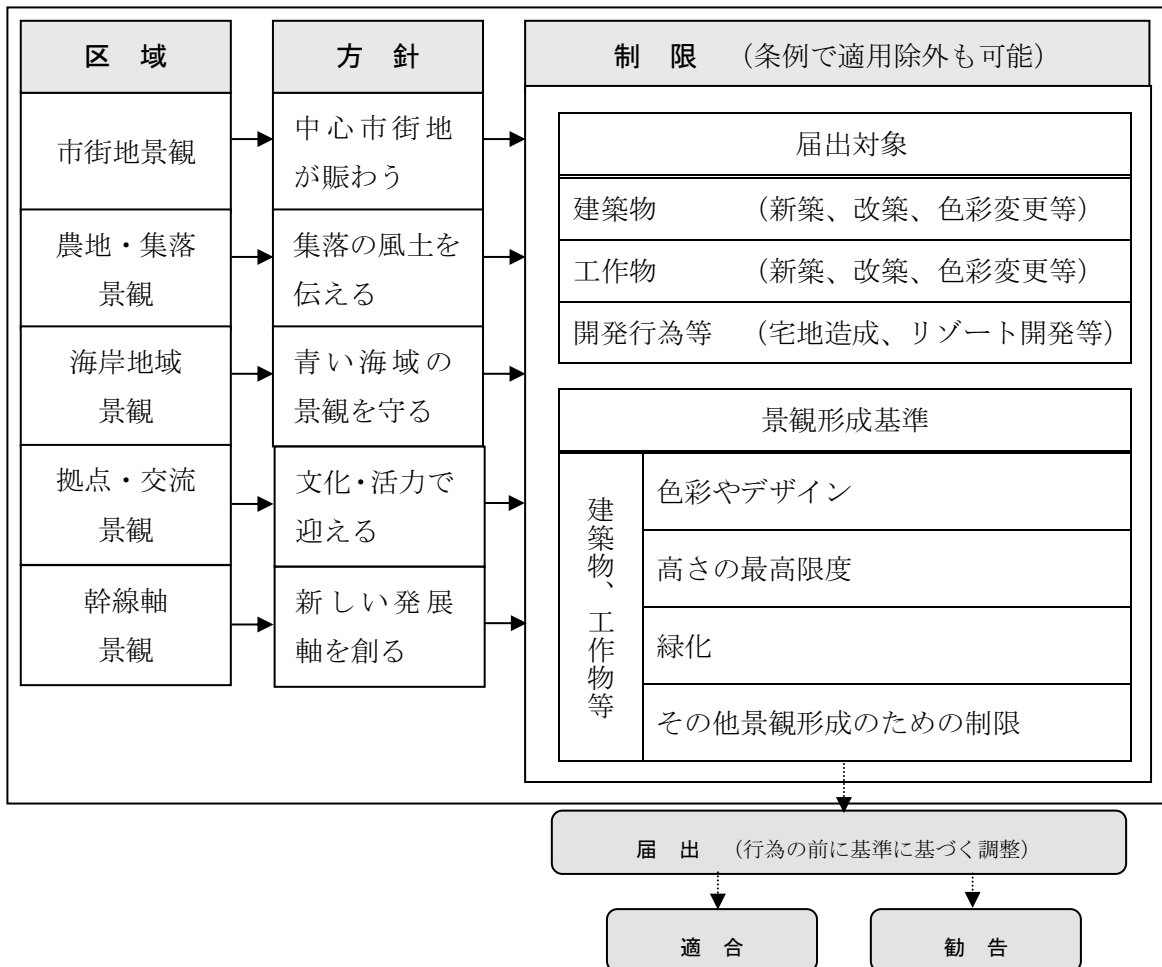 区　域
方　針
制　限　（条例で適用除外も可能）
市街地景観
中心市街地
が賑わう
農地・集落
景観
集落の風土を
伝える
海岸地域
景観
青い海域の
景観を守る
拠点・交流
景観
文化・活力で
迎える
幹線軸
景観
新しい発展
軸を創る
届出対象
建築物　（新築、改築、色彩変更等）
工作物　（新築、改築、色彩変更等）
開発行為等　（宅地造成、リゾート開発等）
景観形成基準
建築物、工作物等
色彩やデザイン
高さの最高限度
緑化
その他景観形成のための制限
届　出　（行為の前に基準に基づく調整）
適　合
勧　告